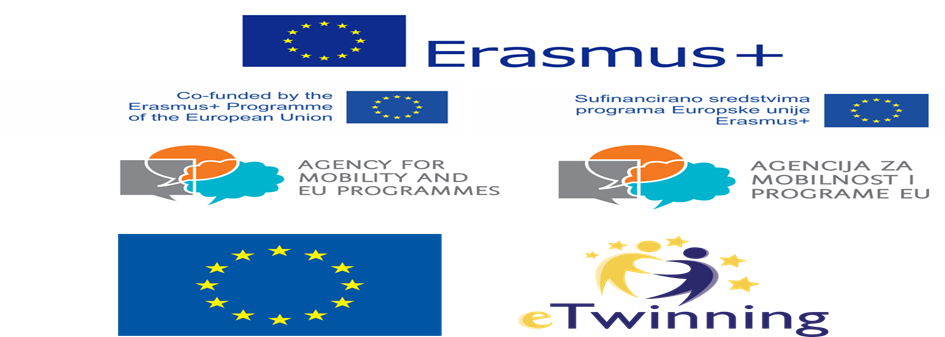 Erasmus+
Co-funded by the
Erasmus+ Programme
of the European Union
Sufinancirano sredstvima
programa Europske unije
Erasmus+
AGENCY FOR
MOBILITY AND
EU PROGRAMMES
AGENCIJA ZA
MOBILNOST I
PROGRAME EU
eTwinning